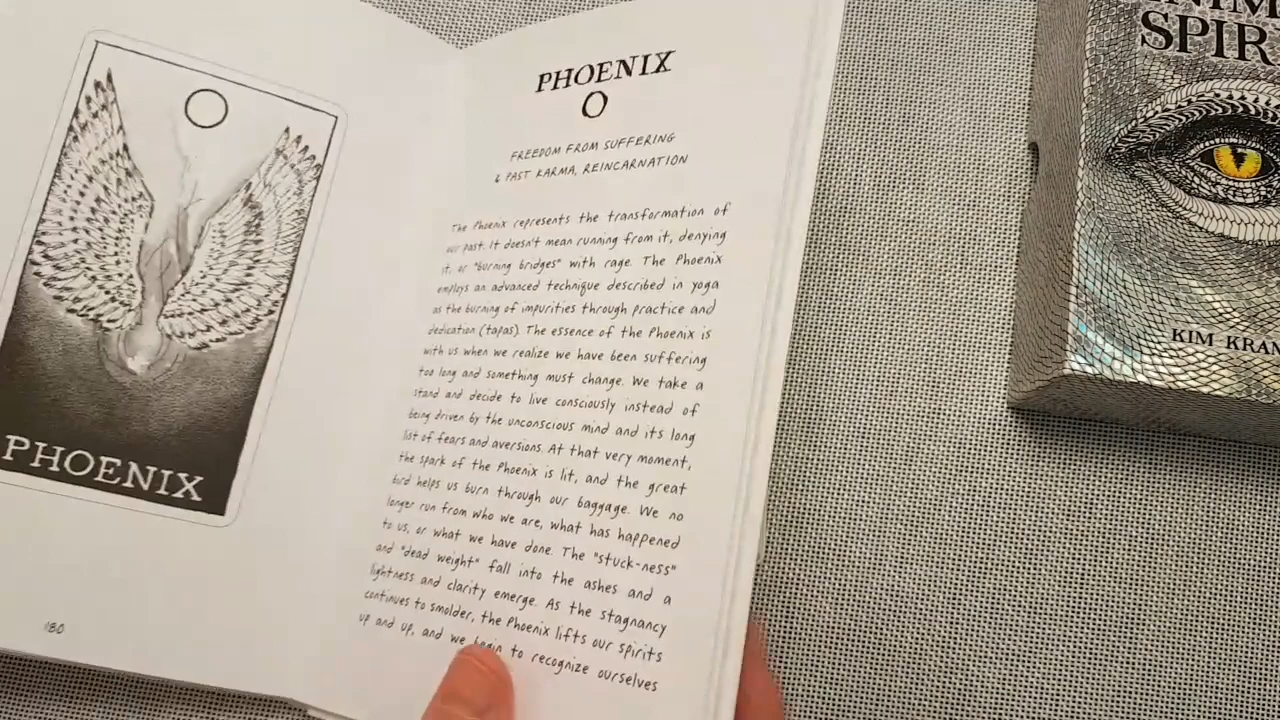 PHOENIX
180
PHOENIX
FREEDOM FROM SUFFERING
& PAST KARMA, REINCARNATION
The Phoenix represents the transformation of
our past. It doesn't mean running from it, denying
it, or "burning bridges" with rage. The Phoenix
employs an advanced technique described in yoga
as the burning of impurities through practice and
dedication (tapas). The essence of the Phoenix is
with us when we realize we have been suffering
too long and something must change. We take a
stand and decide to live consciously instead of
being driven by the unconscious mind and its long
list of fears and aversions. At that very moment,
the spark of the Phoenix is lit, and the great
bird helps us burn through our baggage. We no
longer run from who we are, what has happened
to us, or what we have done. The "stuck-ness"
and "dead weight" fall into the ashes and a
lightness and clarity emerge. As the stagnancy
continues to smolder, the Phoenix lifts our spirits
up and up, and we begin to recognize ourselves
SPIR
KIM KRAN